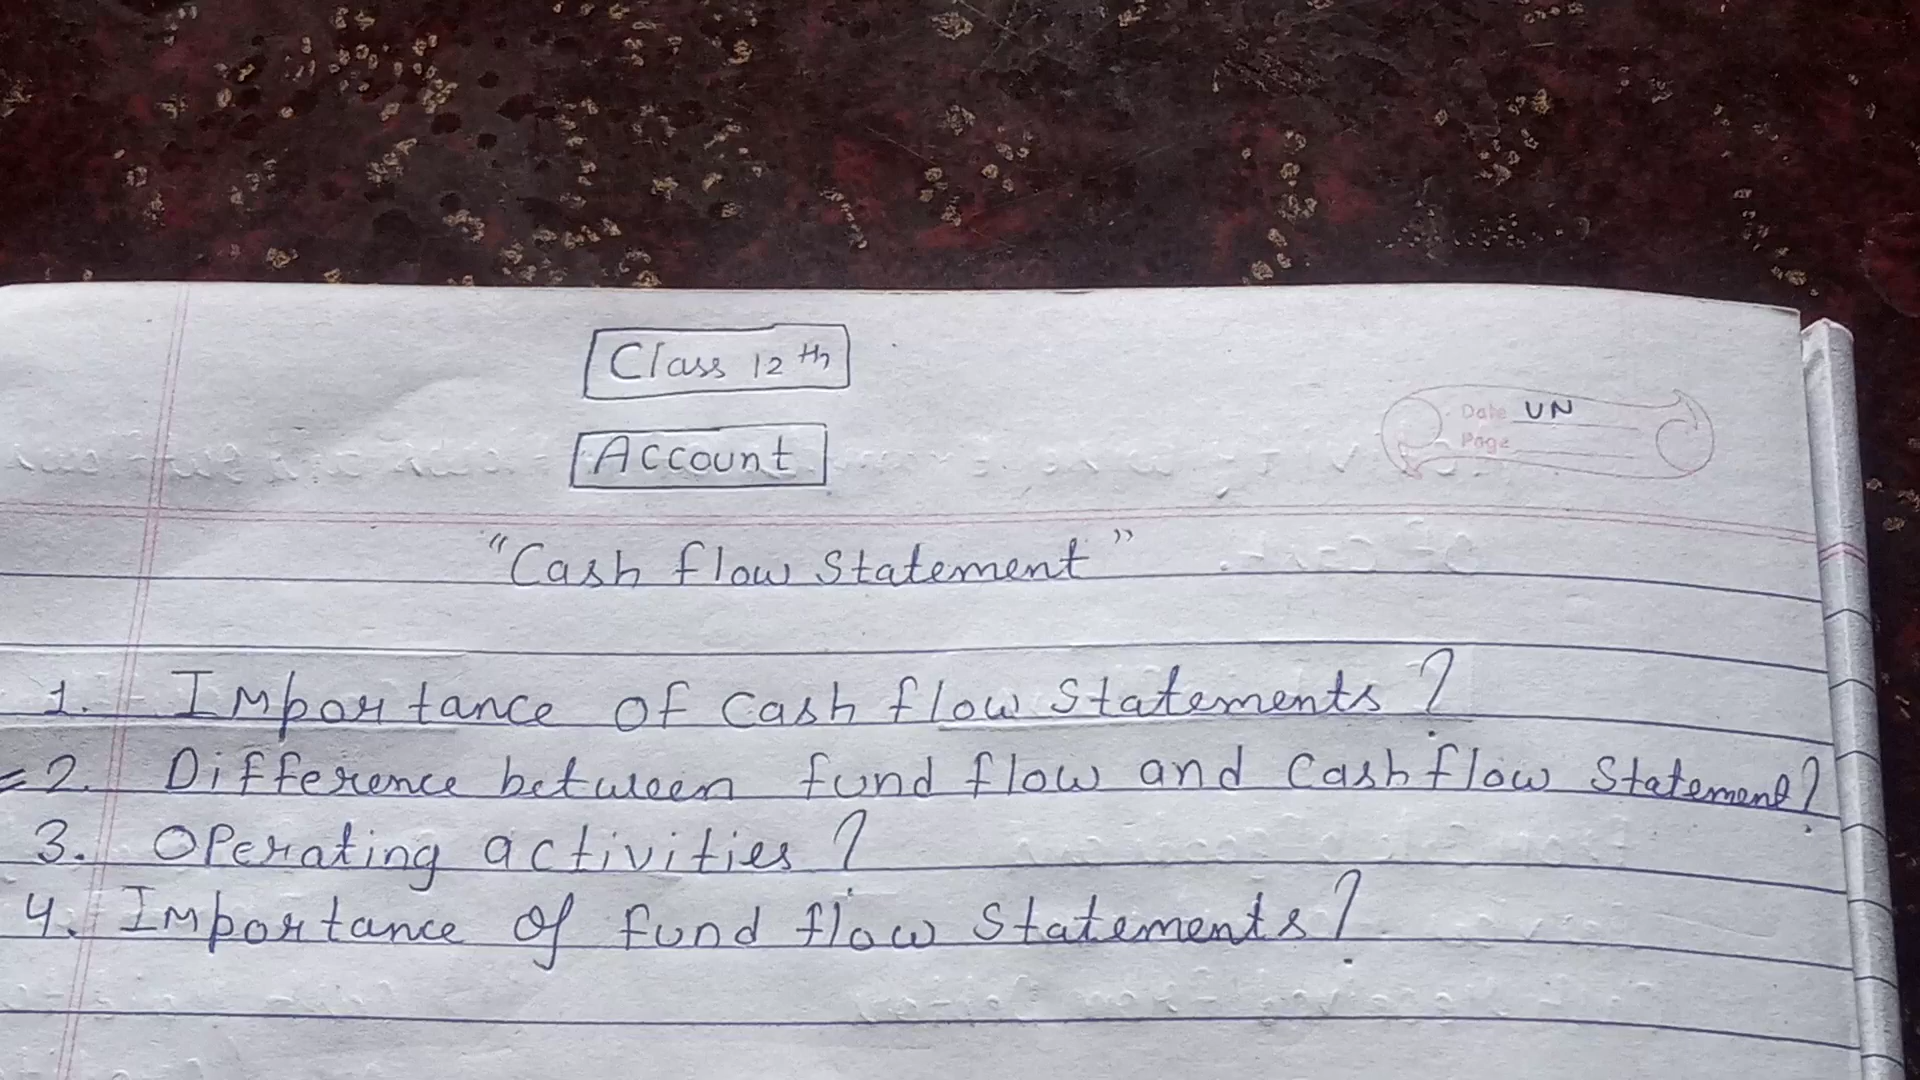 Class 12th
Date UN
Page
Account
"Cash flow Statement"
1. Importance of Cash flow Statements?
2. Difference between fund flow and Cash flow Statement?
3. Operating activities?
4. Importance of fund flow Statements?